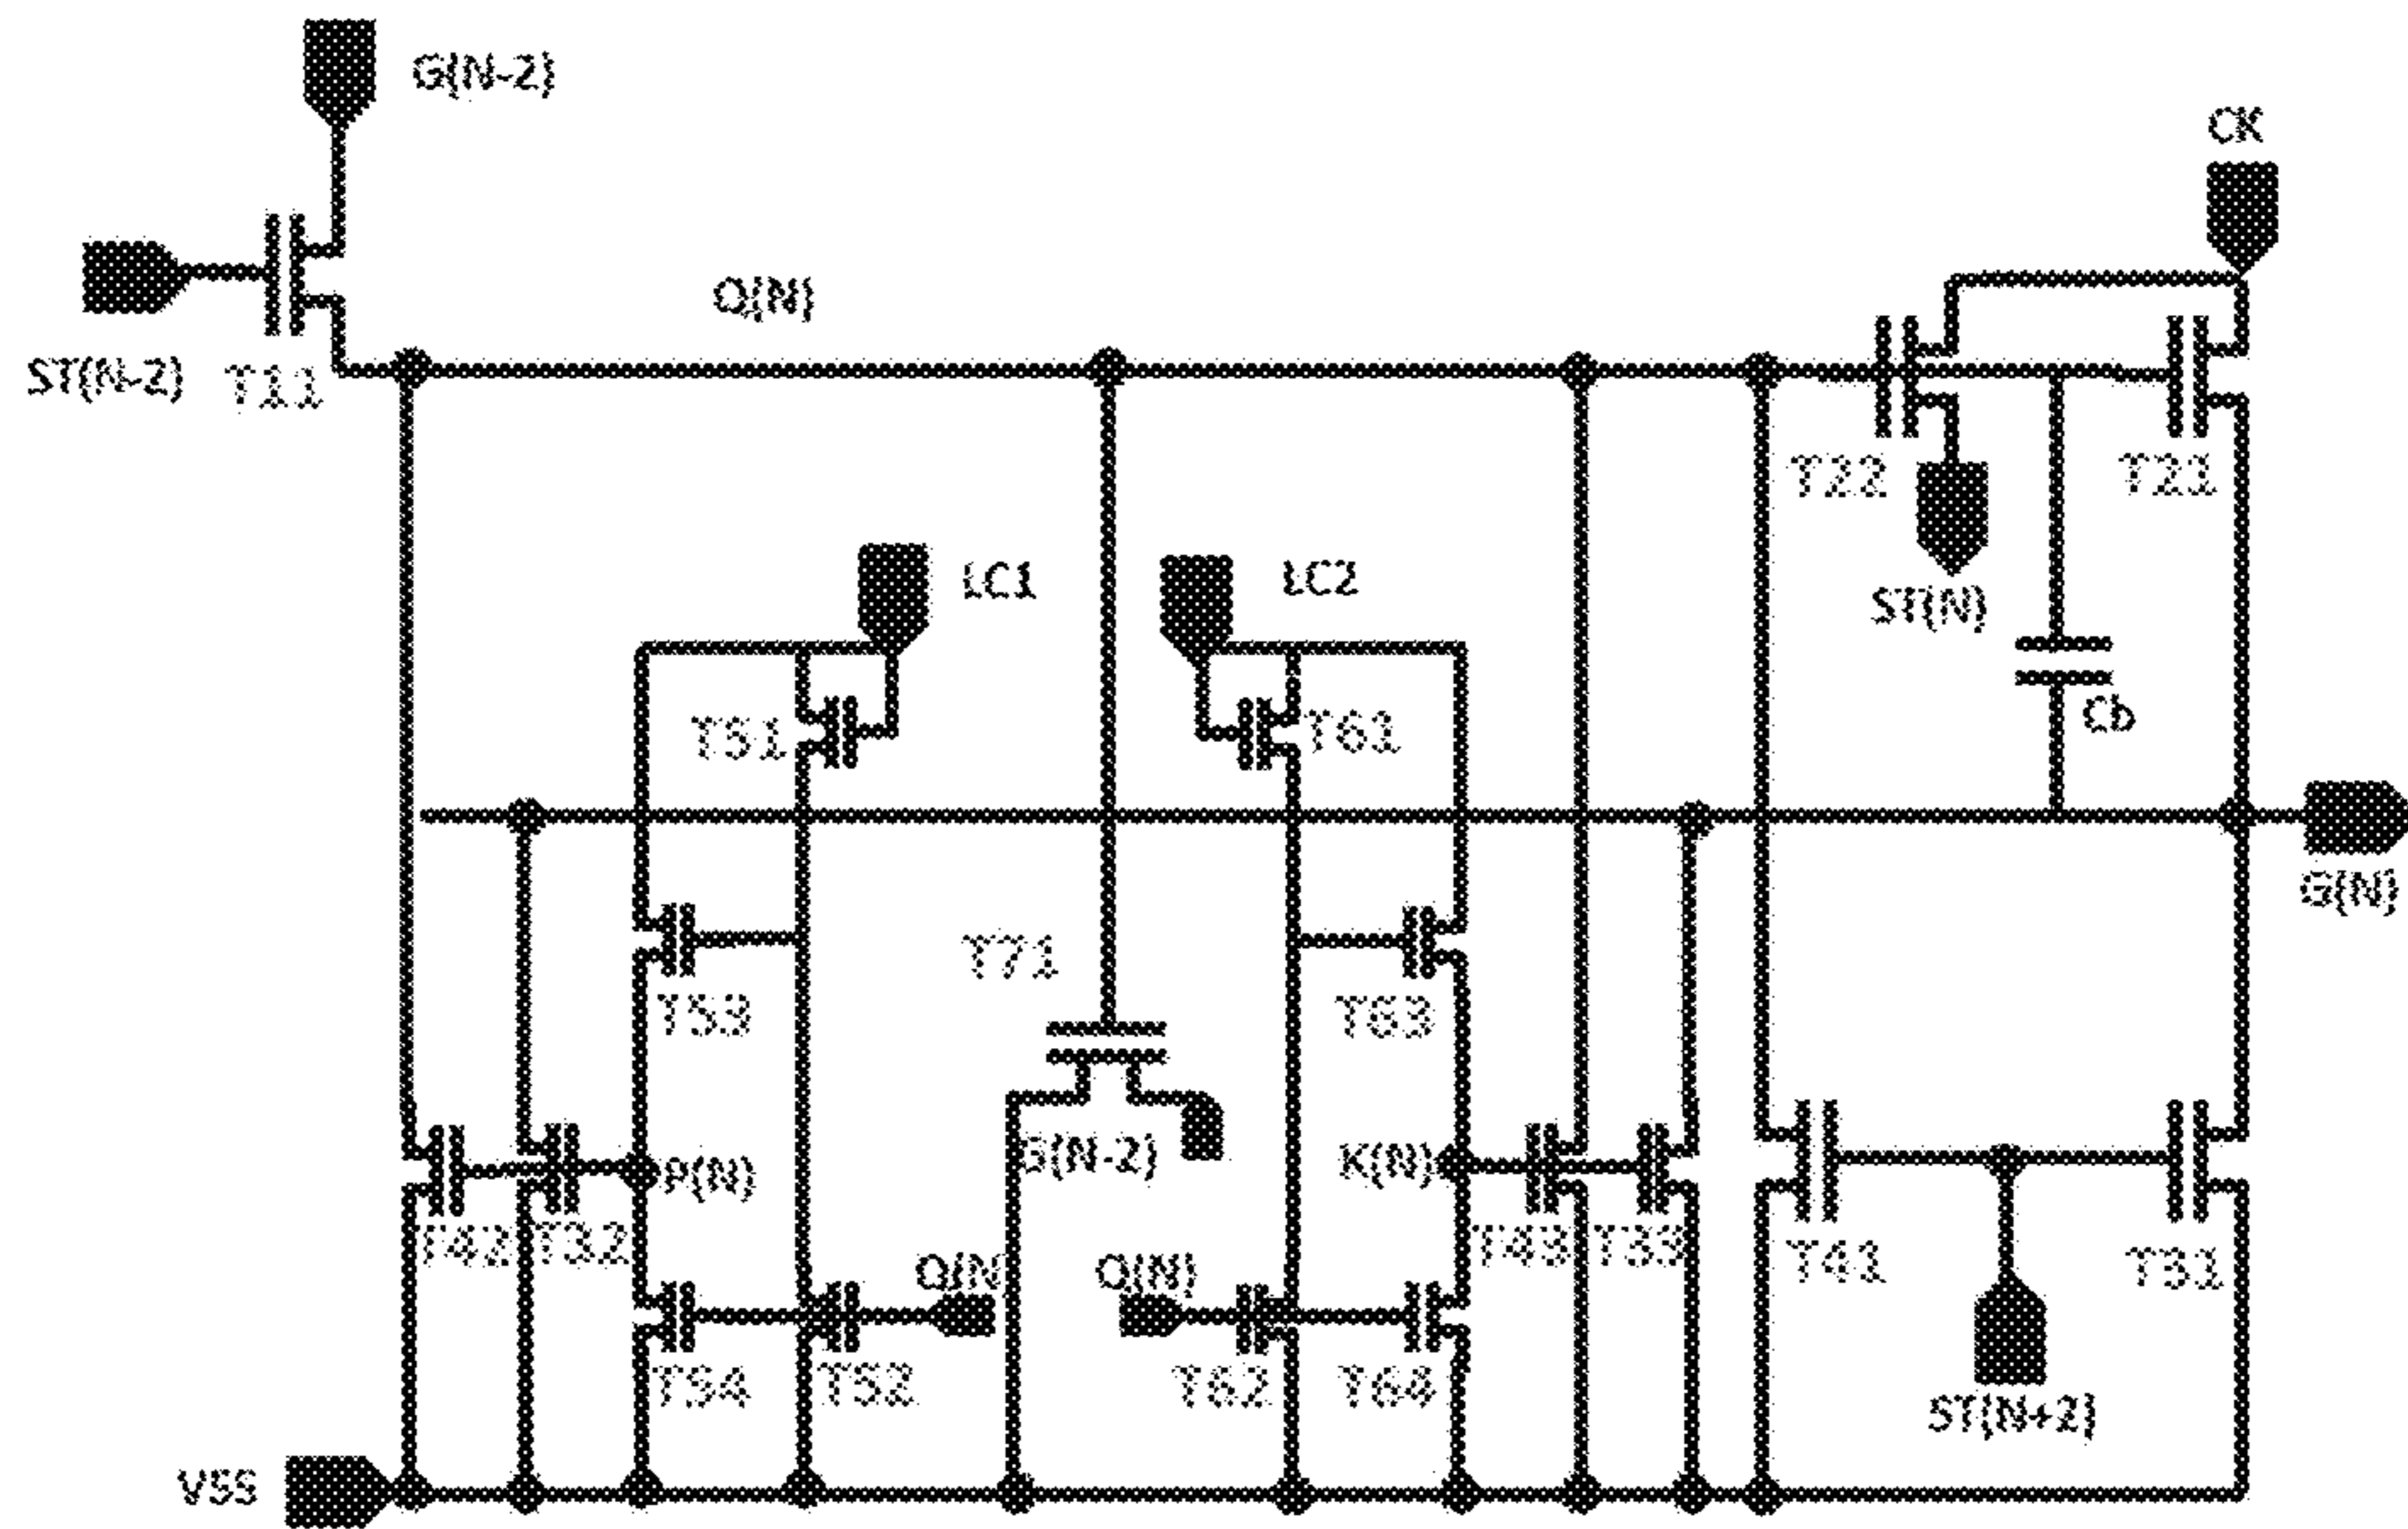 G(N-2)
CK
ST(N-2)
T11
Q(N)
T22
T21
ST(N)
LC1
LC2
T51
T61
Cb
G(N)
T71
T53
T63
G(N-2)
P(N)
K(N)
T42
T32
T43
T33
T41
T31
Q(N
Q(N)
T54
T52
T62
T64
ST(N+2)
VSS